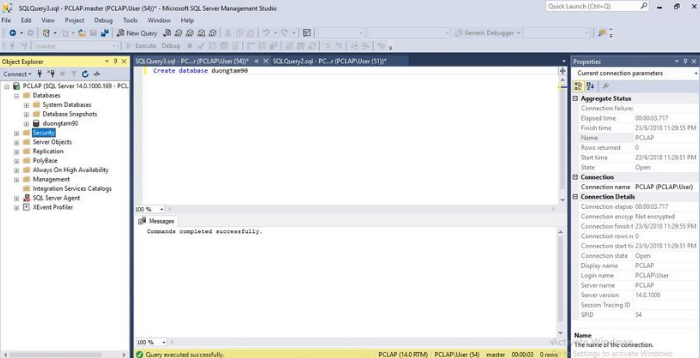 SQLQuery3.sql - PCLAP.master (PCLAP\User (54))* - Microsoft SQL Server Management Studio
Quick Launch (Ctrl+Q)
File Edit View Project Debug Tools Window Help
New Query
Generic Debugger
master
Execute Debug
Object Explorer
Connect
PCLAP (SQL Server 14.0.1000.169 - PCL
Databases
System Databases
Database Snapshots
duongtam90
Security
Server Objects
Replication
PolyBase
Always On High Availability
Management
Integration Services Catalogs
SQL Server Agent
XEvent Profiler
SQLQuery3.sql - PC...r (PCLAP\User (54))* SQLQuery2.sql - PC...r (PCLAP\User (51))*
Create database duongtam90
100 %
Messages
Commands completed successfully.
100 %
Query executed successfully. PCLAP (14.0 RTM) PCLAP\User (54) master 00:00:03 0 rows
Properties
Current connection parameters
Aggregate Status
Connection failure:
Elapsed time 00:00:03.717
Finish time 23/6/2018 11:29:55 PM
Name PCLAP
Rows returned 0
Start time 23/6/2018 11:29:51 PM
State Open
Connection
Connection name PCLAP (PCLAP\User)
Connection Details
Connection elapse 00:00:03.717
Connection encryp Not encrypted
Connection finish t 23/6/2018 11:29:55 PM
Connection rows r 0
Connection start tir 23/6/2018 11:29:51 PM
Connection state Open
Display name PCLAP
Login name PCLAP\User
Server name PCLAP
Server version 14.0.1000
Session Tracing ID
SPID 54
Name
The name of the connection.
Activate Windows
Settings to activate Windows.